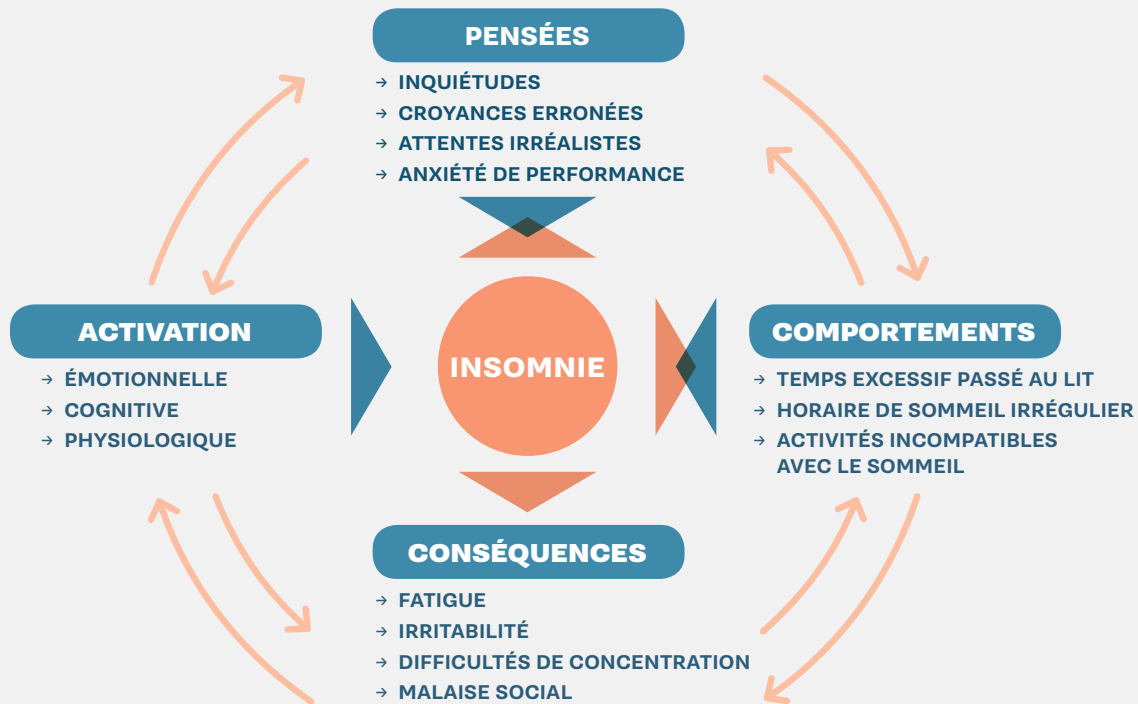 PENSÉES
→ INQUIÉTUDES
→ CROYANCES ERRONÉES
→ ATTENTES IRRÉALISTES
→ ANXIÉTÉ DE PERFORMANCE
ACTIVATION
→ ÉMOTIONNELLE
→ COGNITIVE
→ PHYSIOLOGIQUE
INSOMNIE
COMPORTEMENTS
→ TEMPS EXCESSIF PASSÉ AU LIT
→ HORAIRE DE SOMMEIL IRRÉGULIER
→ ACTIVITÉS INCOMPATIBLES
AVEC LE SOMMEIL
CONSÉQUENCES
→ FATIGUE
→ IRRITABILITÉ
→ DIFFICULTÉS DE CONCENTRATION
→ MALAISE SOCIAL